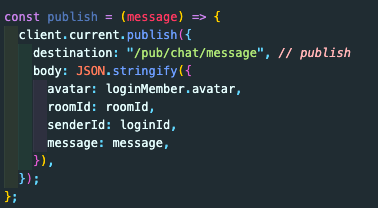 const publish = (message) => {
  client.current.publish({
    destination: "/pub/chat/message", // publish
    body: JSON.stringify({
      avatar: loginMember.avatar,
      roomId: roomId,
      senderId: loginId,
      message: message,
    }),
  });
};